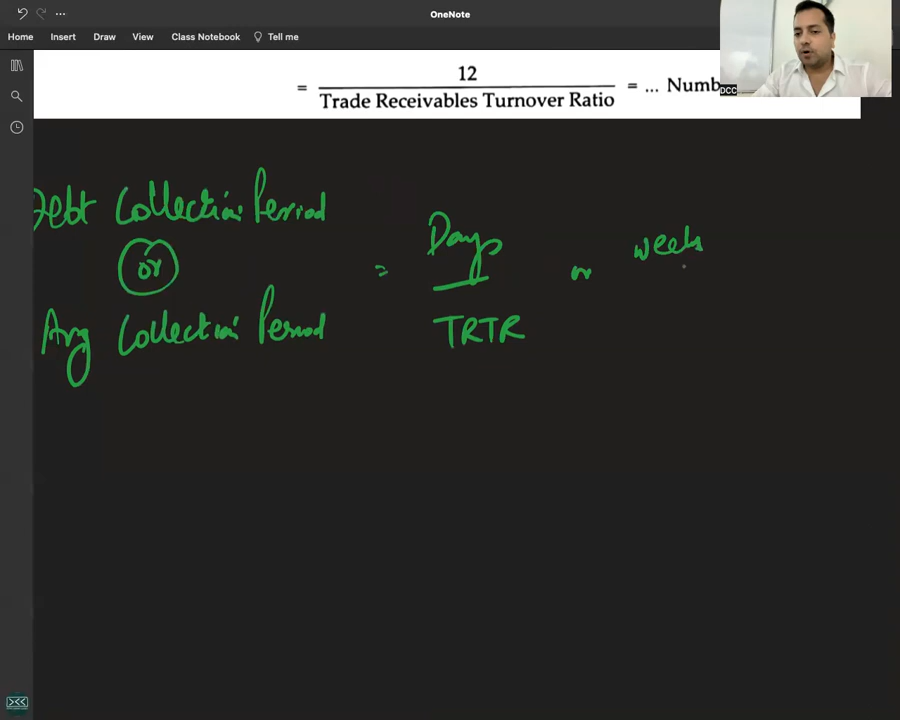 OneNote
Home Insert Draw View Class Notebook Tell me
12
= Trade Receivables Turnover Ratio = ... Numb
DCC
Debt Collection Period
or = Days or weeks
Avg Collection Period TRTR